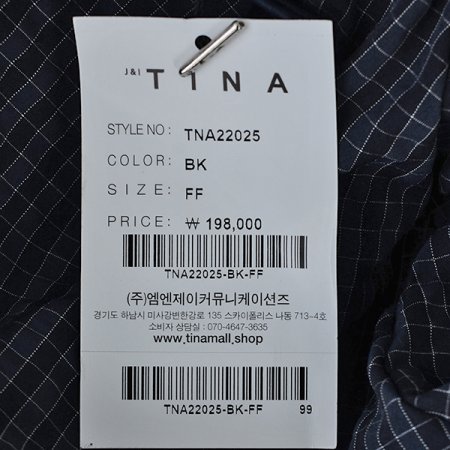 J&I
TINA
STYLE NO: TNA22025
COLOR: BK
SIZE: FF
PRICE: ₩ 198,000
TNA22025-BK-FF
(주)엠엔제이커뮤니케이션즈
경기도 하남시 미사강변한강로 135 스카이폴리스 나동 713-4호
소비자 상담실 : 070-4647-3635
www.tinamall.shop
TNA22025-BK-FF 99